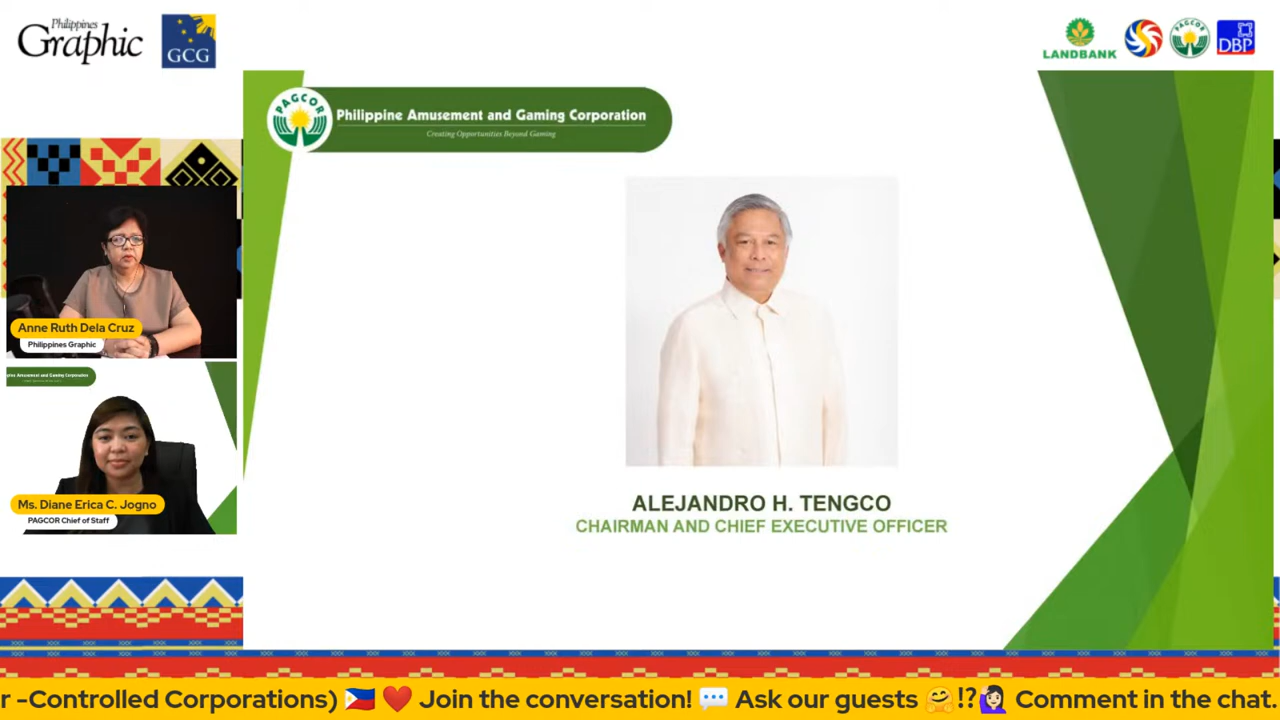 Philippines
Graphic
GCG
LANDBANK
PAGCOR
DBP
PAGCOR
Philippine Amusement and Gaming Corporation
Creating Opportunities Beyond Gaming
Anne Ruth Dela Cruz
Philippines Graphic
Ms. Diane Erica C. Jogno
PAGCOR Chief of Staff
ALEJANDRO H. TENGCO
CHAIRMAN AND CHIEF EXECUTIVE OFFICER
r -Controlled Corporations) 🇵🇭 ❤️ Join the conversation! 💬 Ask our guests 🤗⁉🙋🏻‍♀️ Comment in the chat.